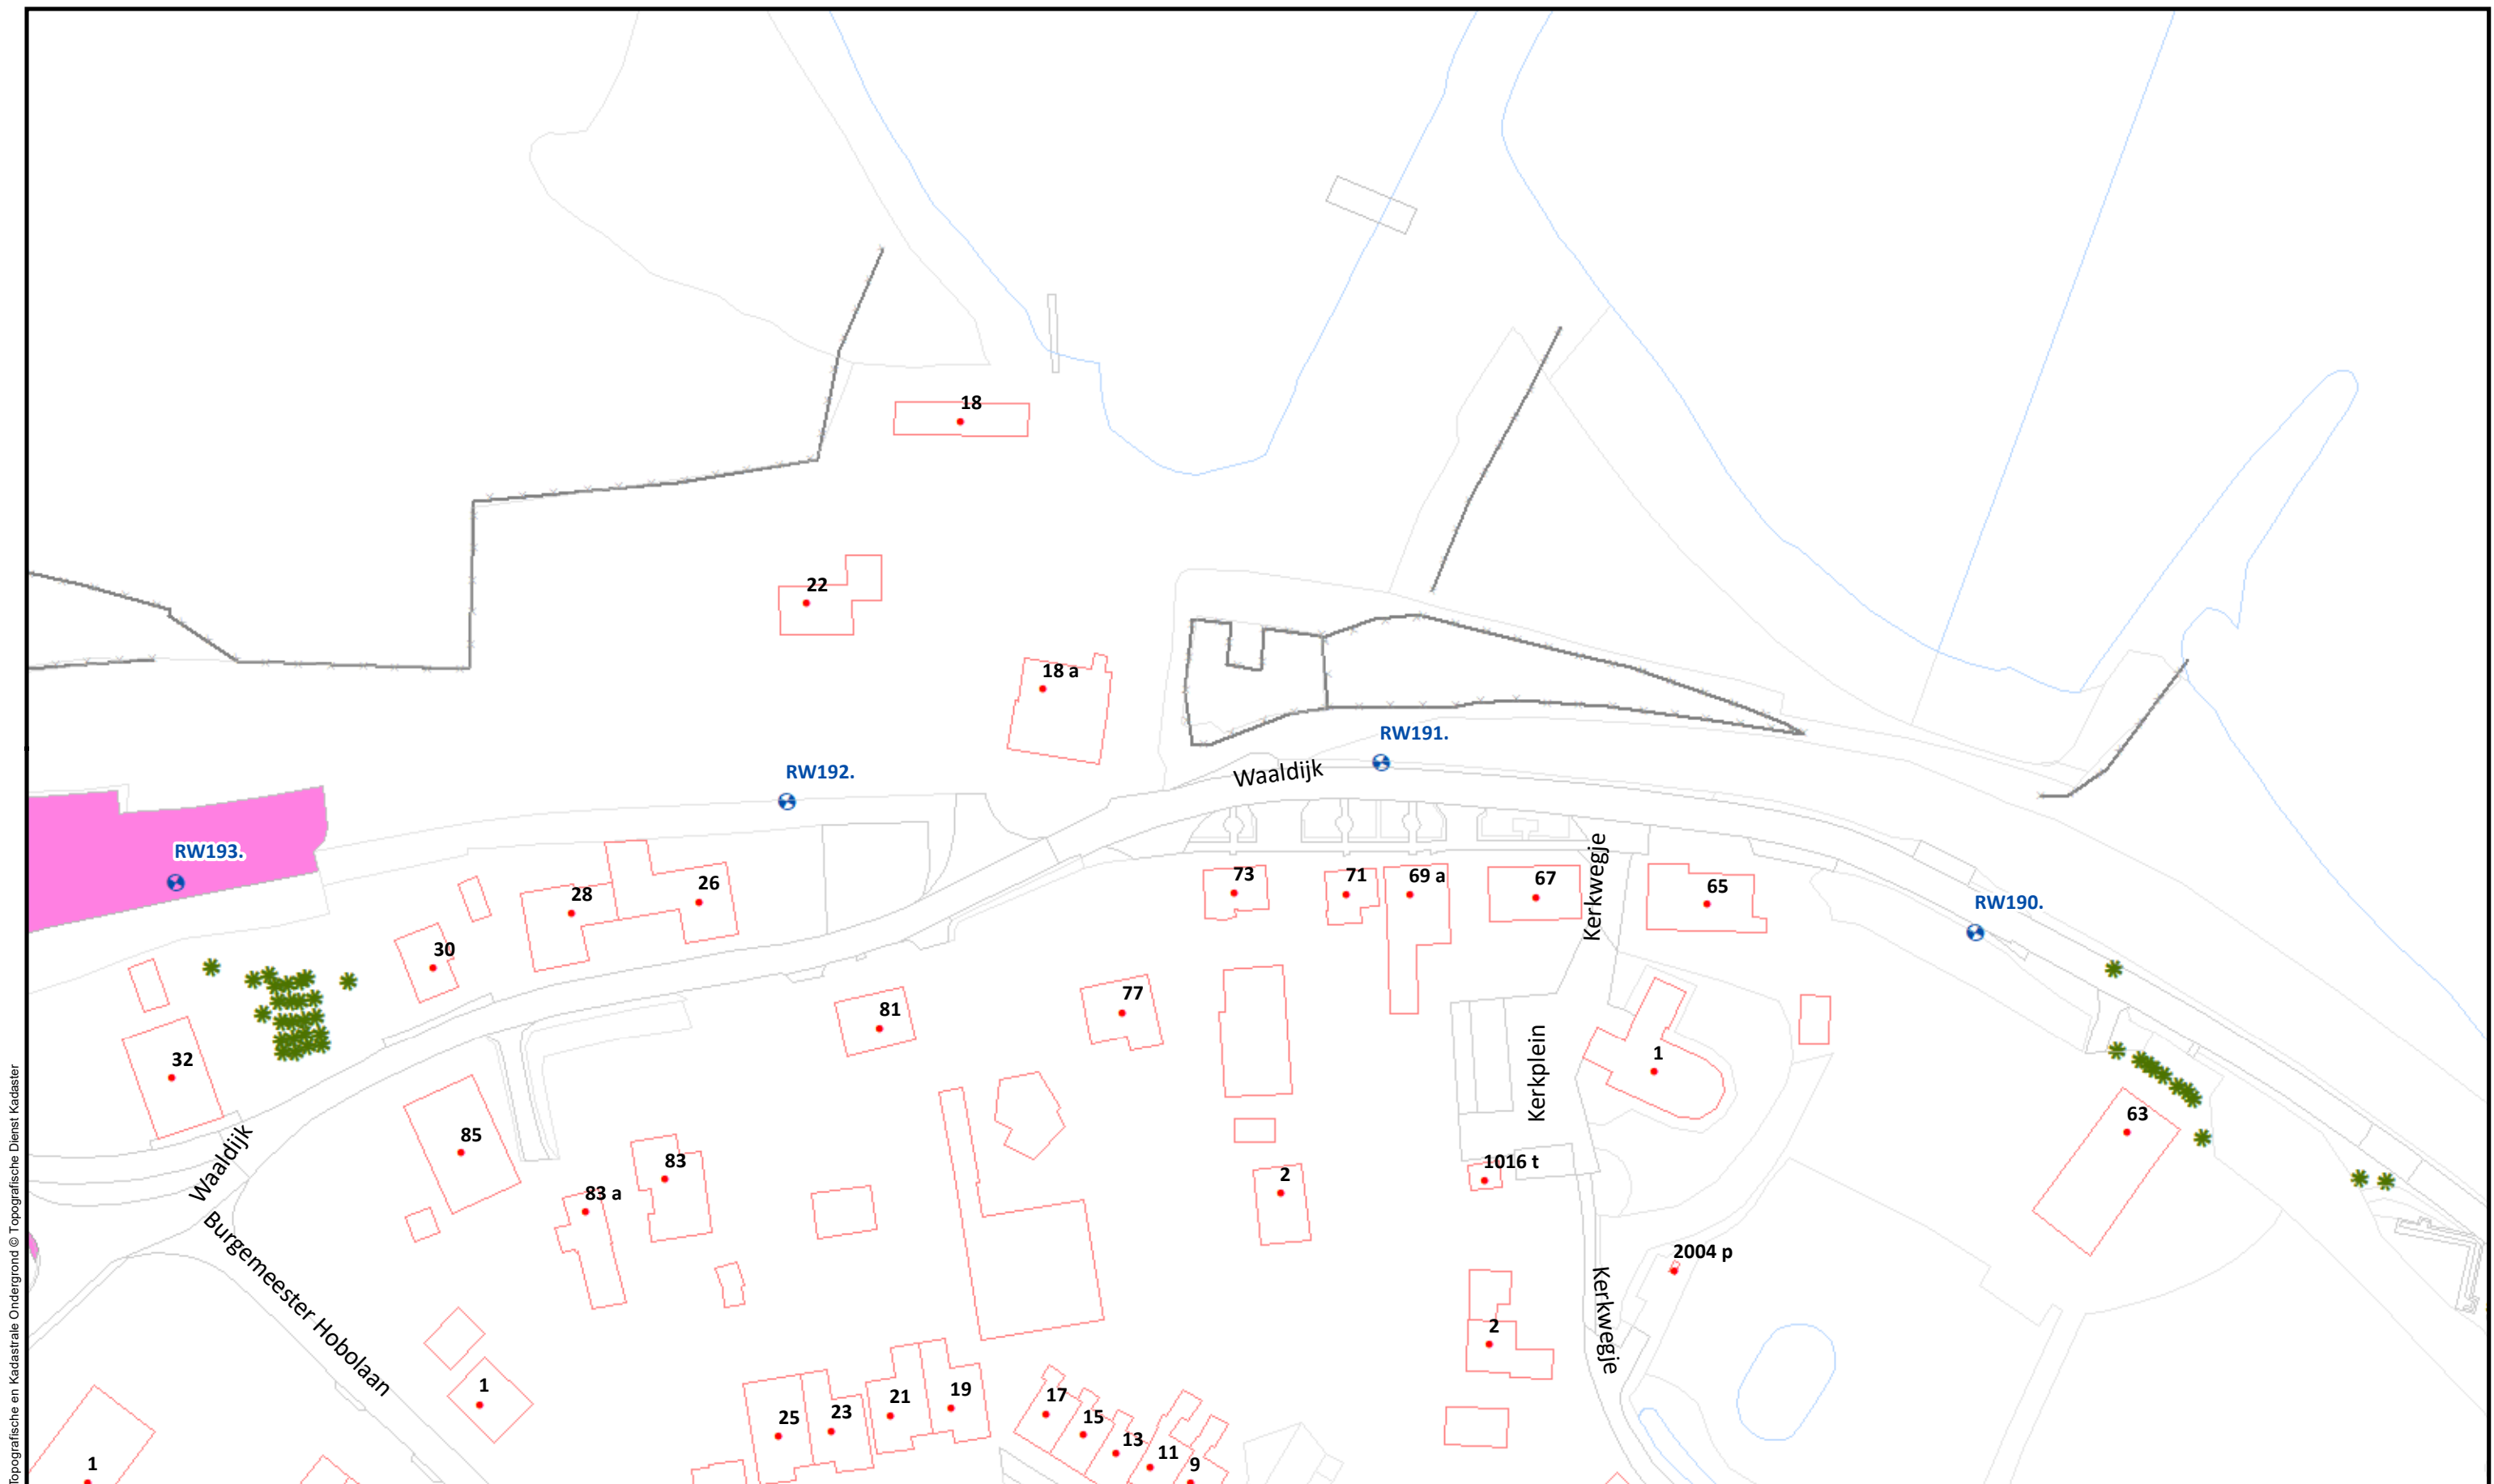 18
22
18 a
RW191.
Waaldijk
RW192.
RW193.
Kerkwegje
73
71
69 a
67
65
26
28
RW190.
30
81
77
32
1
Kerkplein
63
85
Waaldijk
83
1016 t
83 a
2
2004 p
Burgemeester Hobolaan
Kerkwegje
2
1
21
19
17
25
23
15
13
11
9
1
Topografische en Kadastrale Ondergrond © Topografische Dienst Kadaster